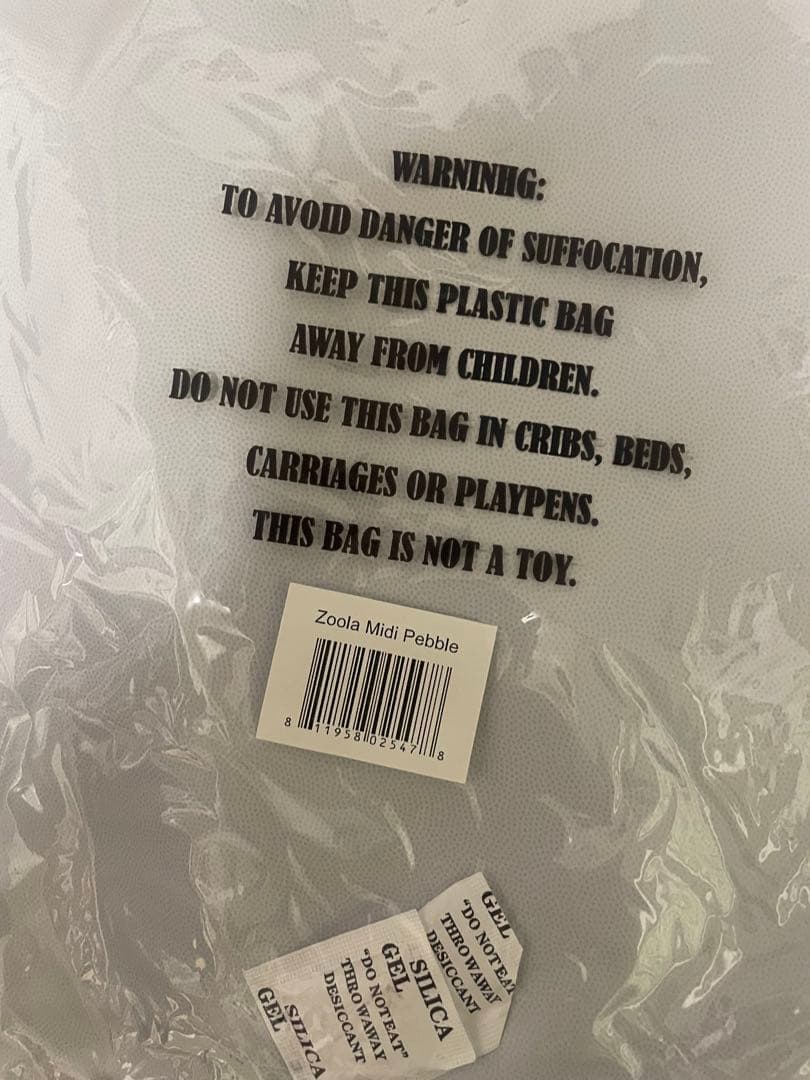 WARNINHG:
TO AVOID DANGER OF SUFFOCATION,
KEEP THIS PLASTIC BAG
AWAY FROM CHILDREN.
DO NOT USE THIS BAG IN CRIBS, BEDS,
CARRIAGES OR PLAYPENS.
THIS BAG IS NOT A TOY.
Zoola Midi Pebble
8 11958 02547 8
GEL
"DO NOT EAT
THROWAWAY
DESICCANT
SILICA
GEL
"DO NOT EAT"
THROWAWAY
DESICCANT
SILICA
GEL